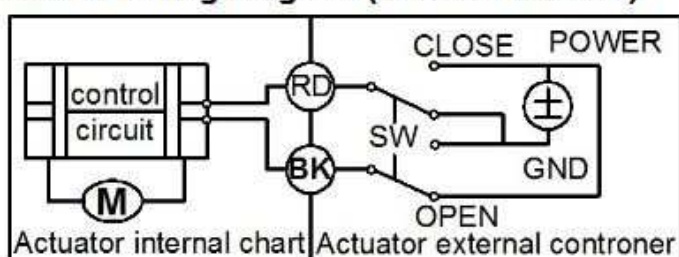 CLOSE POWER
RD
control
circuit
SW
±
BK
GND
M
OPEN
Actuator internal chart
Actuator external controner